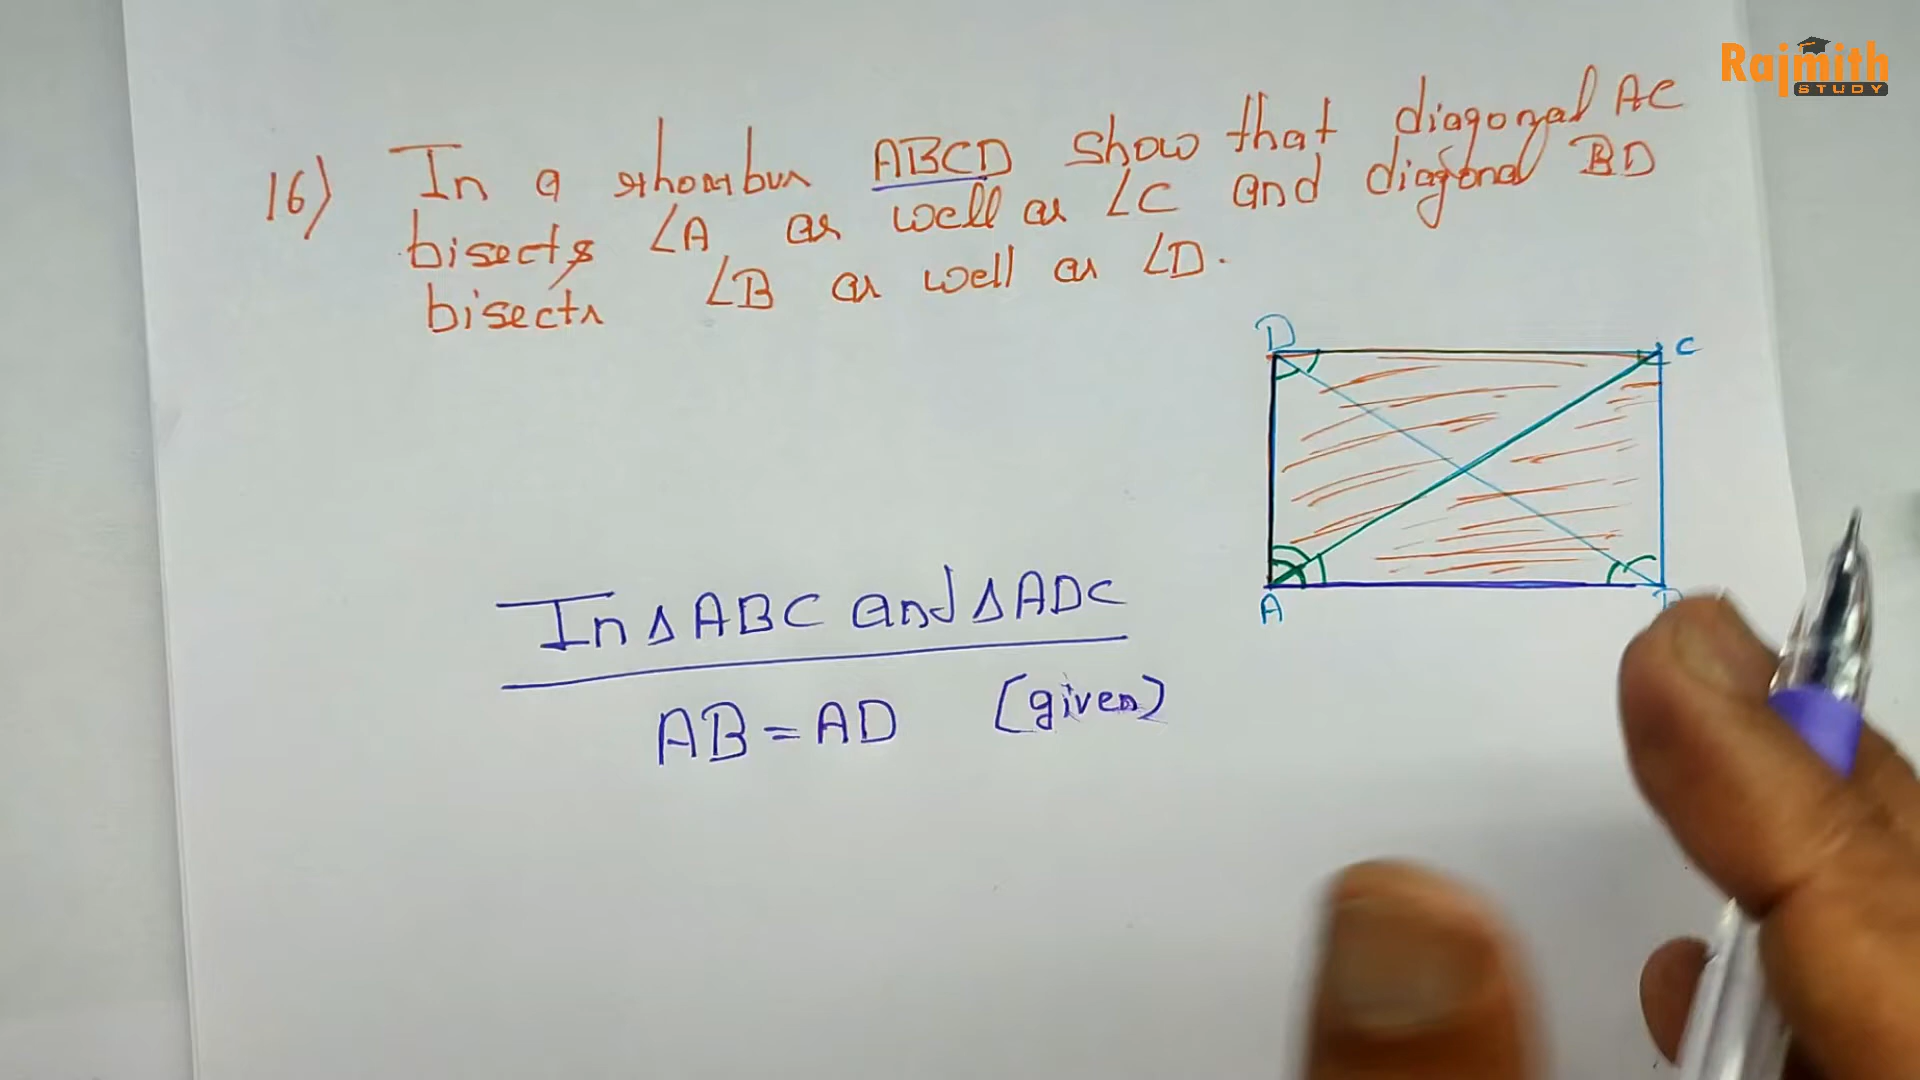 Rajmith
STUDY
16) In a rhombus ABCD show that diagonal AC
bisects ∠A as well as ∠C and diagonal BD
bisects ∠B as well as ∠D.
D
C
A
In △ABC and △ADC
AB = AD (given)